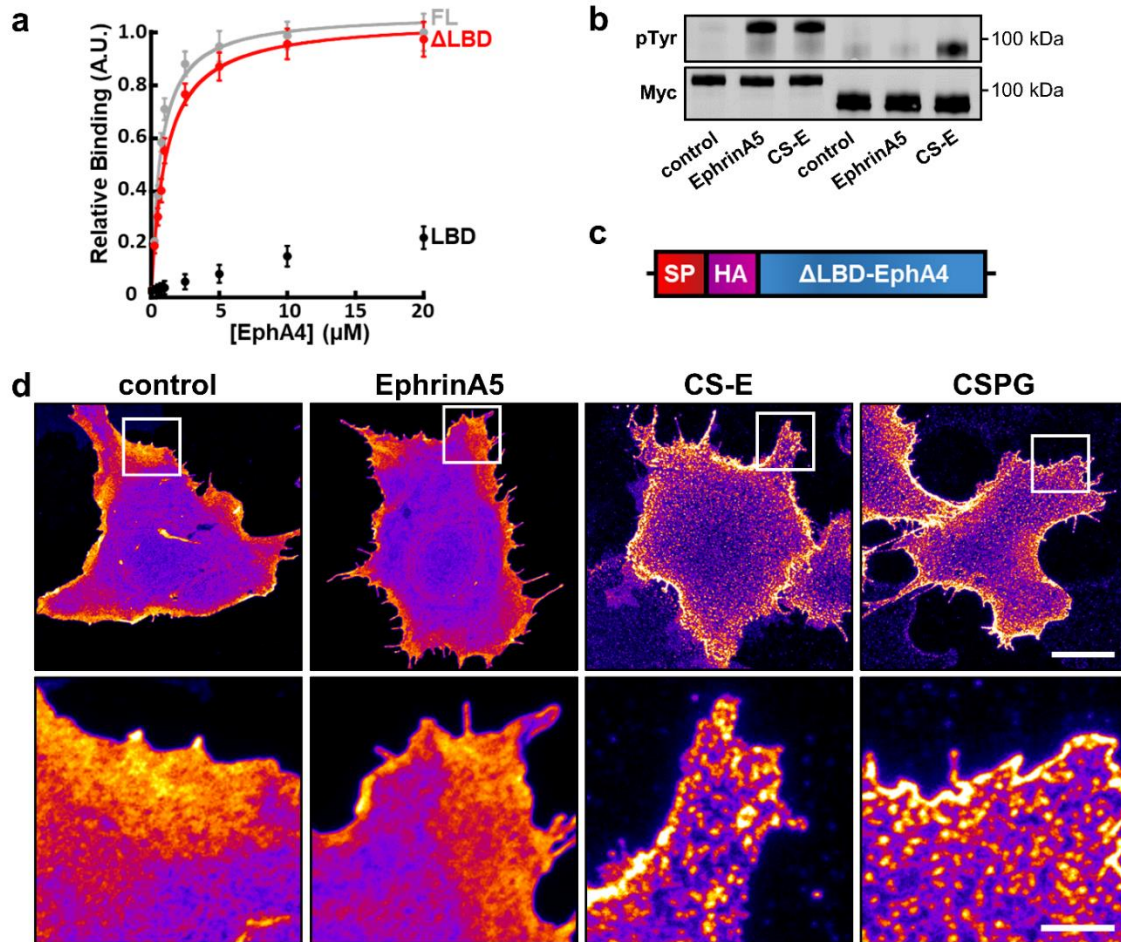 a
Relative Binding (A.U.)
1.0
0.8
0.6
0.4
0.2
0
0 5 10 15 20
[EphA4] (µM)
FL
ΔLBD
LBD
b
pTyr
100 kDa
Myc
100 kDa
control EphrinA5 CS-E control EphrinA5 CS-E
c
SP HA ΔLBD-EphA4
d
control EphrinA5 CS-E CSPG